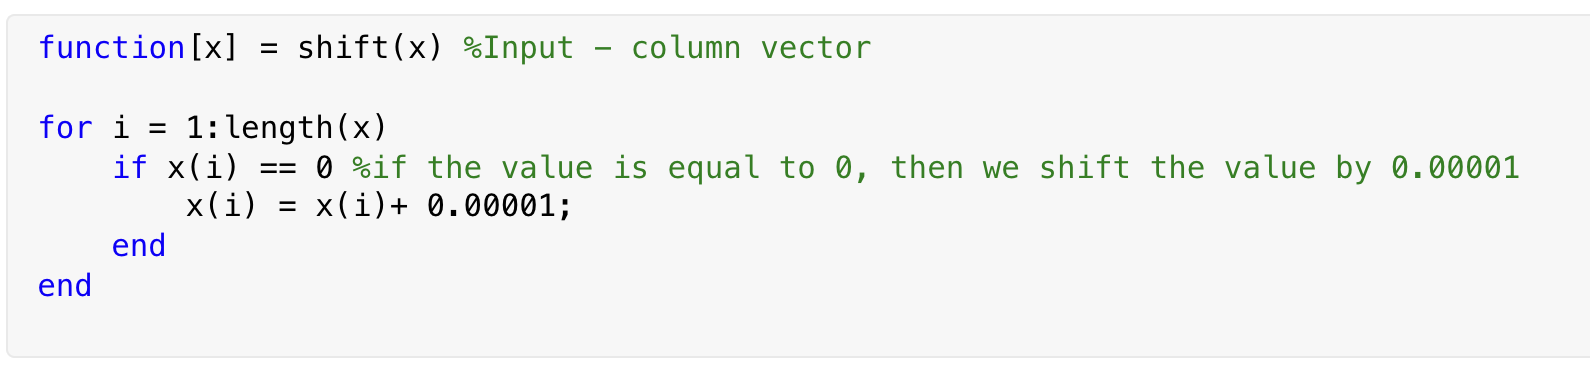 function[x] = shift(x) %Input – column vector
for i = 1:length(x)
if x(i) == 0 %if the value is equal to 0, then we shift the value by 0.00001
x(i) = x(i)+ 0.00001;
end
end